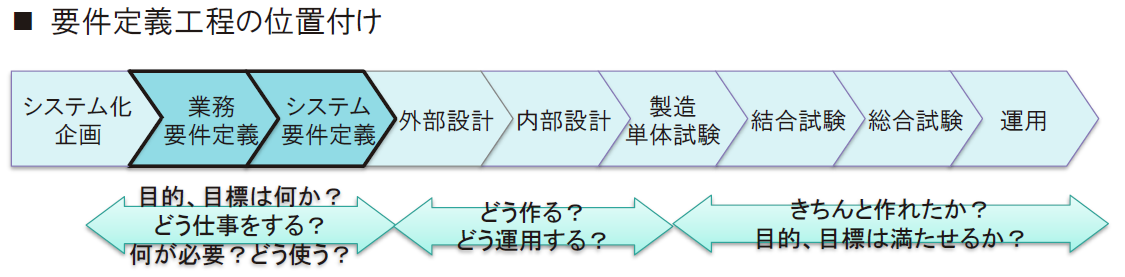 ■ 要件定義工程の位置付け
システム化
企画
業務
要件定義
システム
要件定義
外部設計
内部設計
製造
単体試験
結合試験
総合試験
運用
目的、目標は何か？
どう仕事をする？
何が必要？どう使う？
どう作る？
どう運用する？
きちんと作れたか？
目的、目標は満たせるか？